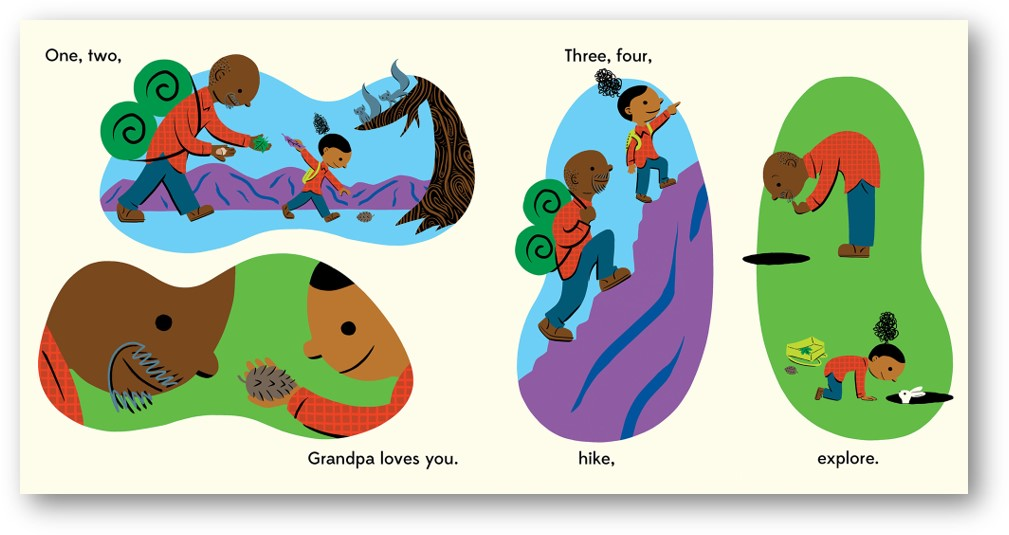 One, two,
Grandpa loves you.
Three, four,
hike,
explore.